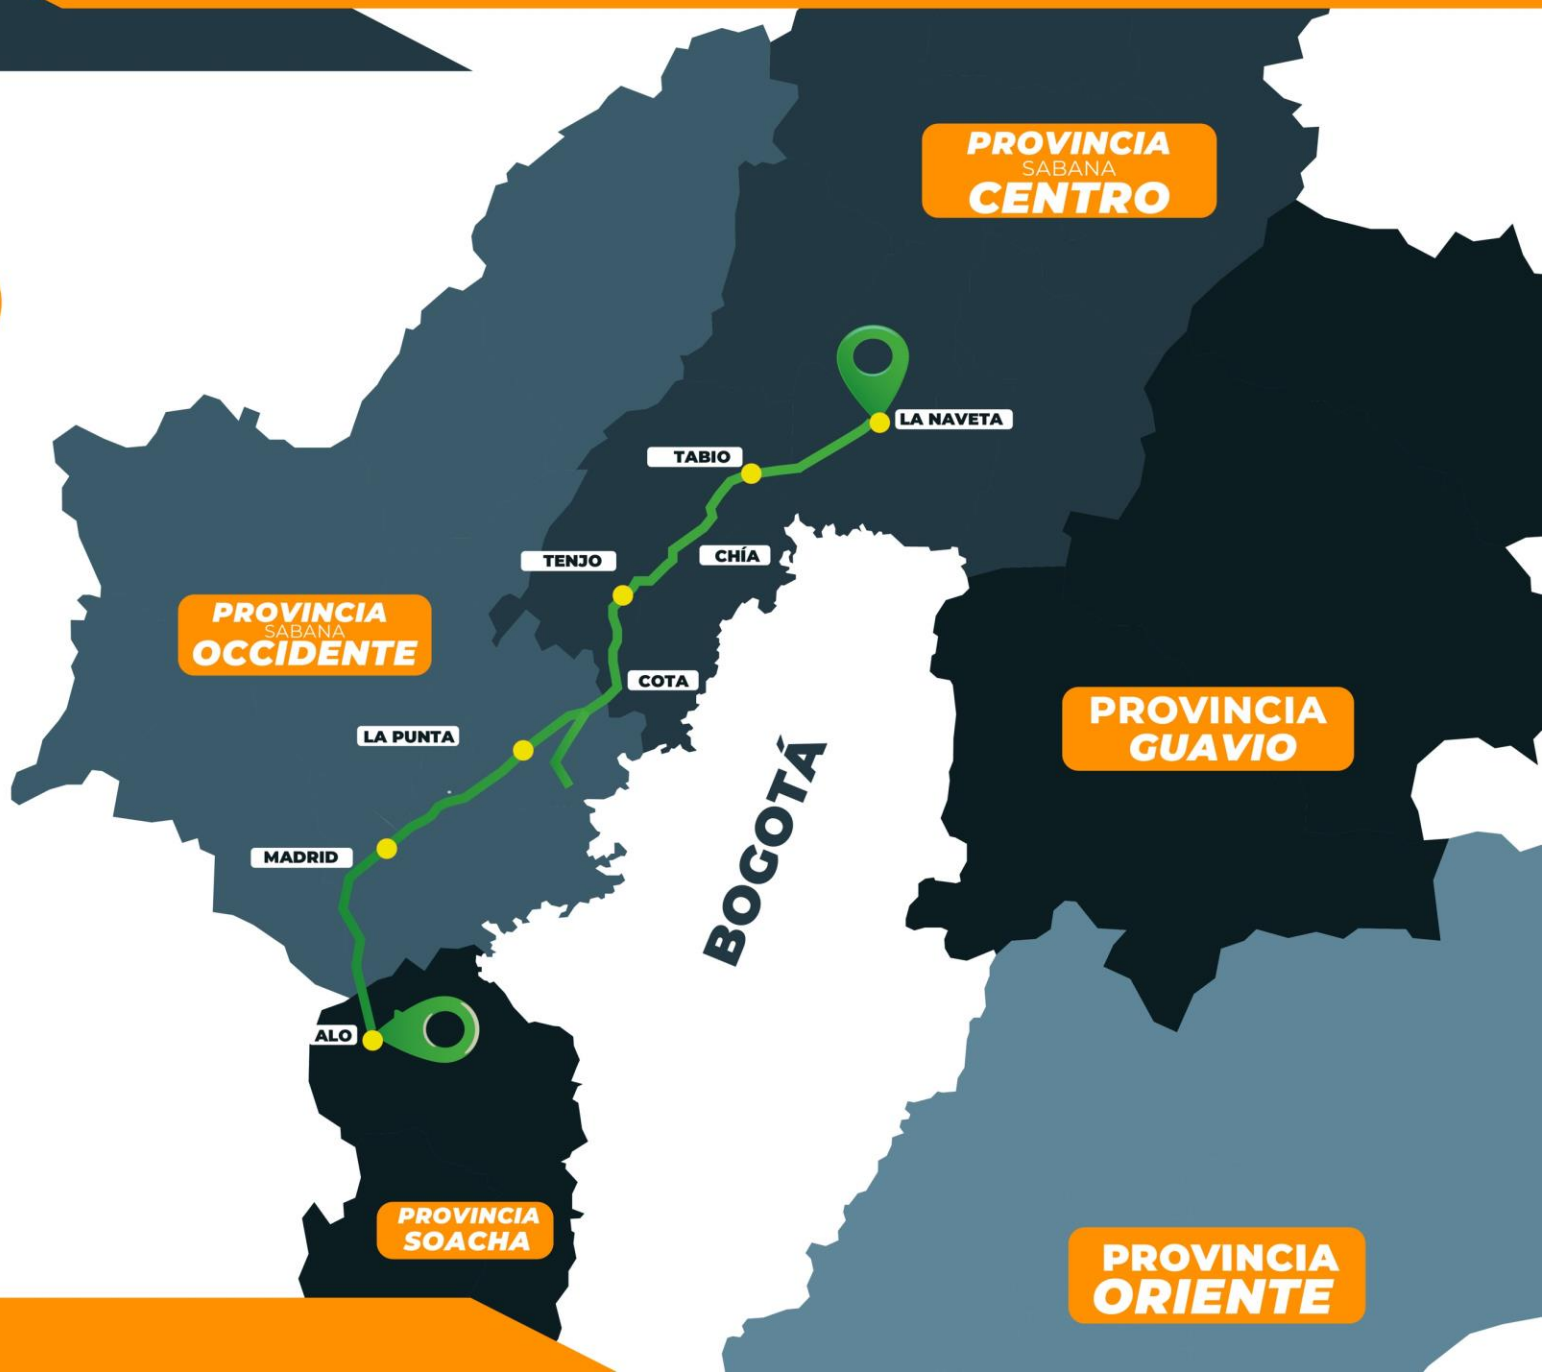 PROVINCIA
SABANA
CENTRO
LA NAVETA
TABIO
CHÍA
TENJO
PROVINCIA
SABANA
OCCIDENTE
COTA
LA PUNTA
PROVINCIA
GUAVIO
BOGOTÁ
MADRID
ALO
PROVINCIA
SOACHA
PROVINCIA
ORIENTE